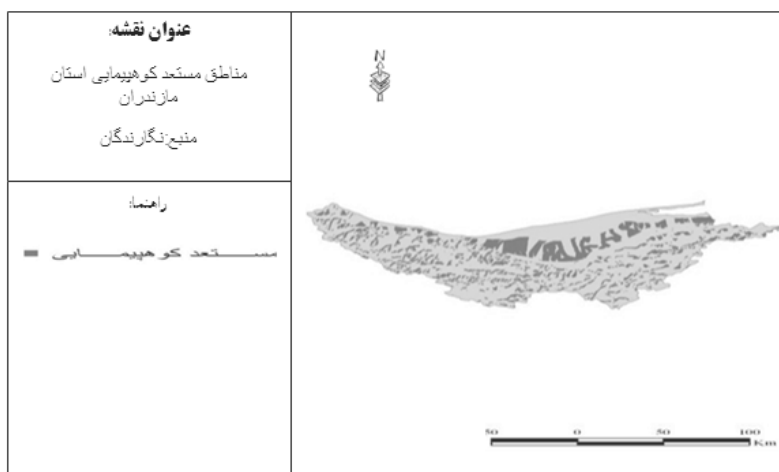 عنوان نقشه:
مناطق مستعد کوهپیمایی استان
مازندران
منبع:نگارندگان
راهنما:
مستعد کوهپیمایی
N
50 0 50 100
Km